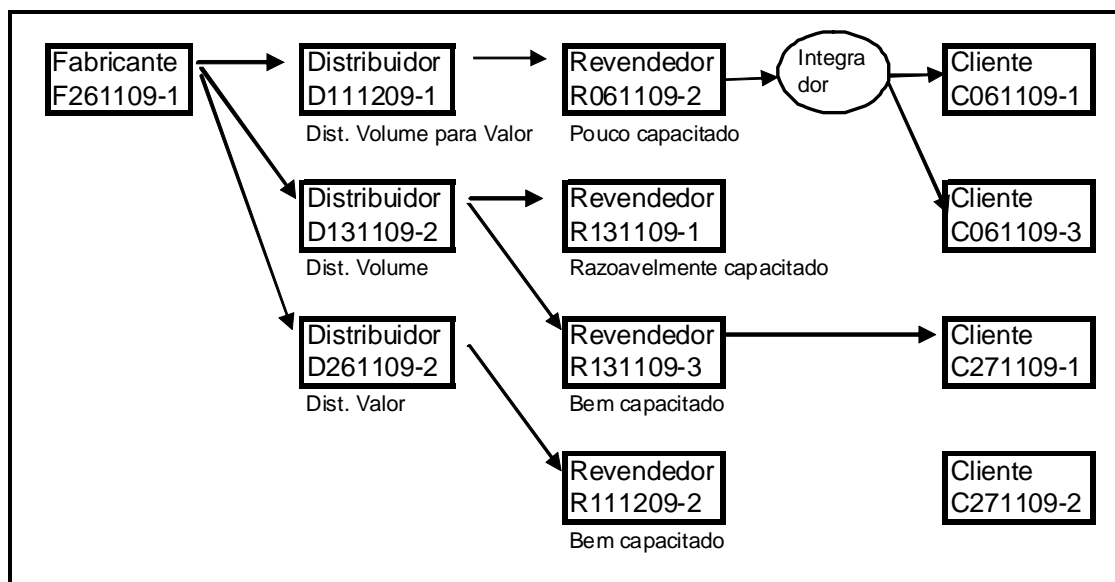 Fabricante
F261109-1
Distribuidor
D111209-1
Dist. Volume para Valor
Revendedor
R061109-2
Pouco capacitado
Integra
dor
Cliente
C061109-1
Distribuidor
D131109-2
Dist. Volume
Revendedor
R131109-1
Razoavelmente capacitado
Cliente
C061109-3
Distribuidor
D261109-2
Dist. Valor
Revendedor
R131109-3
Bem capacitado
Cliente
C271109-1
Revendedor
R111209-2
Bem capacitado
Cliente
C271109-2